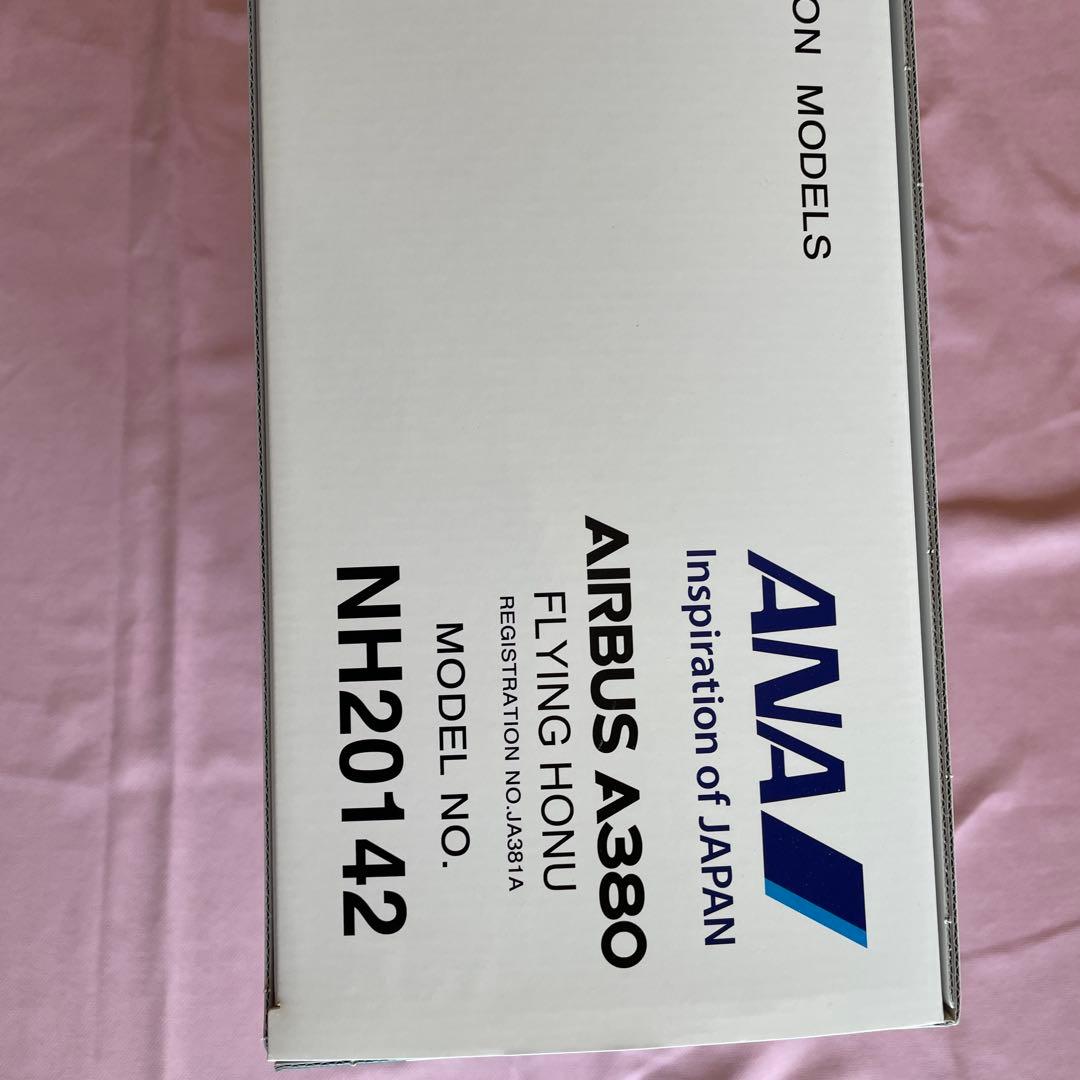 ON MODELS
ANA
Inspiration of JAPAN
AIRBUS A380
FLYING HONU
REGISTRATION NO.JA381A
MODEL NO.
NH20142